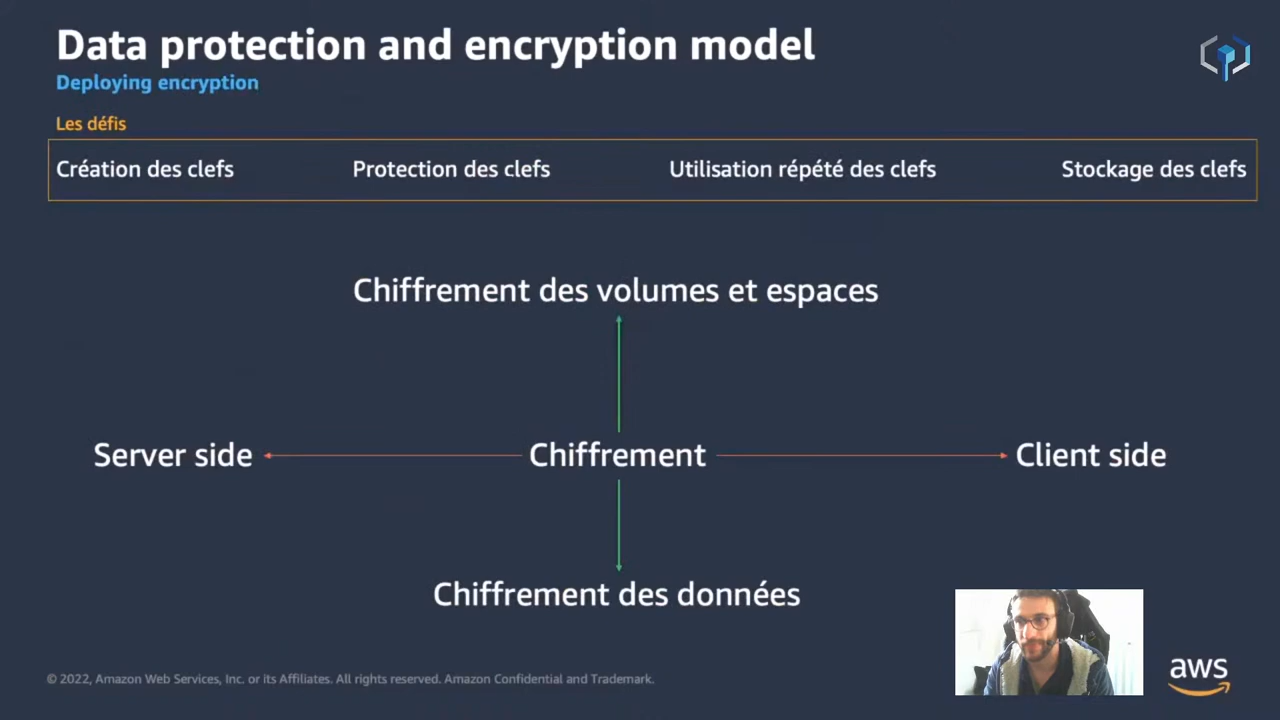 Data protection and encryption model
Deploying encryption
Les défis
Création des clefs
Protection des clefs
Utilisation répété des clefs
Stockage des clefs
Chiffrement des volumes et espaces
Server side
Chiffrement
Client side
Chiffrement des données
© 2022, Amazon Web Services, Inc. or its Affiliates. All rights reserved. Amazon Confidential and Trademark.
aws